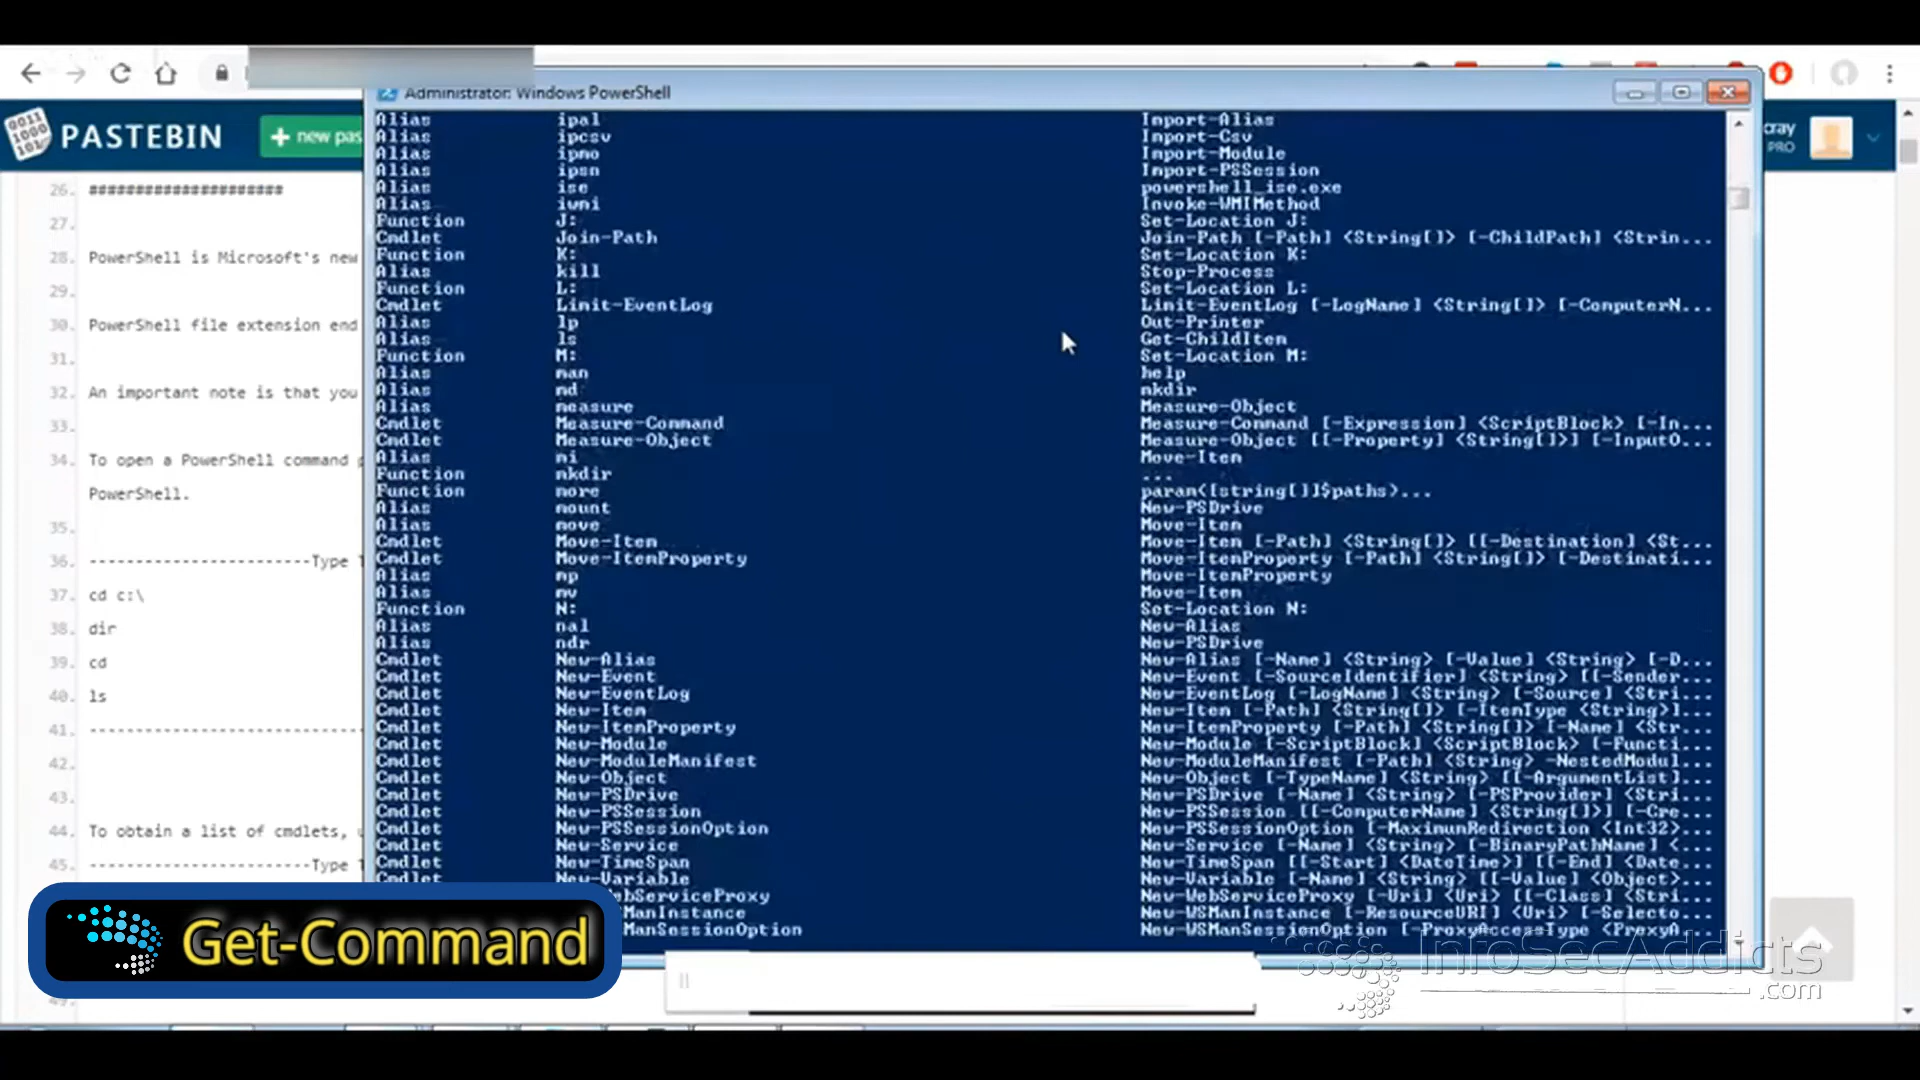 Administrator: Windows PowerShell
PASTEBIN
+ new pas
cray
PRO
26. #####################
27.
28. PowerShell is Microsoft's new
29.
30. PowerShell file extension end
31.
32. An important note is that you
33.
34. To open a PowerShell command
PowerShell.
35.
36. ------------------------Type
37. cd c:\
38. dir
39. cd
40. ls
41. ------------------------------
42.
43.
44. To obtain a list of cmdlets,
45. ------------------------Type
Alias ipal Import-Alias
Alias ipcsv Import-Csv
Alias ipmo Import-Module
Alias ipsn Import-PSSession
Alias ise powershell_ise.exe
Alias iwmi Invoke-WMIMethod
Function J: Set-Location J:
Cmdlet Join-Path Join-Path [-Path] <String[]> [-ChildPath] <Strin...
Function K: Set-Location K:
Alias kill Stop-Process
Function L: Set-Location L:
Cmdlet Limit-EventLog Limit-EventLog [-LogName] <String[]> [-ComputerN...
Alias lp Out-Printer
Alias ls Get-ChildItem
Function M: Set-Location M:
Alias man help
Alias md mkdir
Alias measure Measure-Object
Cmdlet Measure-Command Measure-Command [-Expression] <ScriptBlock> [-In...
Cmdlet Measure-Object Measure-Object [[-Property] <String[]>] [-InputO...
Alias mi Move-Item
Function mkdir ...
Function more param([string[]]$paths)...
Alias mount New-PSDrive
Alias move Move-Item
Cmdlet Move-Item Move-Item [-Path] <String[]> [[-Destination] <St...
Cmdlet Move-ItemProperty Move-ItemProperty [-Path] <String[]> [-Destinati...
Alias mp Move-ItemProperty
Alias mv Move-Item
Function N: Set-Location N:
Alias nal New-Alias
Alias ndr New-PSDrive
Cmdlet New-Alias New-Alias [-Name] <String> [-Value] <String> [-D...
Cmdlet New-Event New-Event [-SourceIdentifier] <String> [[-Sender...
Cmdlet New-EventLog New-EventLog [-LogName] <String> [-Source] <Stri...
Cmdlet New-Item New-Item [-Path] <String[]> [-ItemType <String>]...
Cmdlet New-ItemProperty New-ItemProperty [-Path] <String[]> [-Name] <Str...
Cmdlet New-Module New-Module [-ScriptBlock] <ScriptBlock> [-Functi...
Cmdlet New-ModuleManifest New-ModuleManifest [-Path] <String> -NestedModul...
Cmdlet New-Object New-Object [-TypeName] <String> [[-ArgumentList]...
Cmdlet New-PSDrive New-PSDrive [-Name] <String> [-PSProvider] <Stri...
Cmdlet New-PSSession New-PSSession [[-ComputerName] <String[]>] [-Cre...
Cmdlet New-PSSessionOption New-PSSessionOption [-MaximumRedirection <Int32>...
Cmdlet New-Service New-Service [-Name] <String> [-BinaryPathName] <...
Cmdlet New-TimeSpan New-TimeSpan [[-Start] <DateTime>] [[-End] <Date...
Cmdlet New-Variable New-Variable [-Name] <String> [[-Value] <Object>...
ebServiceProxy New-WebServiceProxy [-Uri] <Uri> [[-Class] <Stri...
ManInstance New-WSManInstance [-ResourceURI] <Uri> [-Selecto...
ManSessionOption New-WSManSessionOption [-ProxyAccessType <ProxyA...
Get-Command
InfoSecAddicts
.com